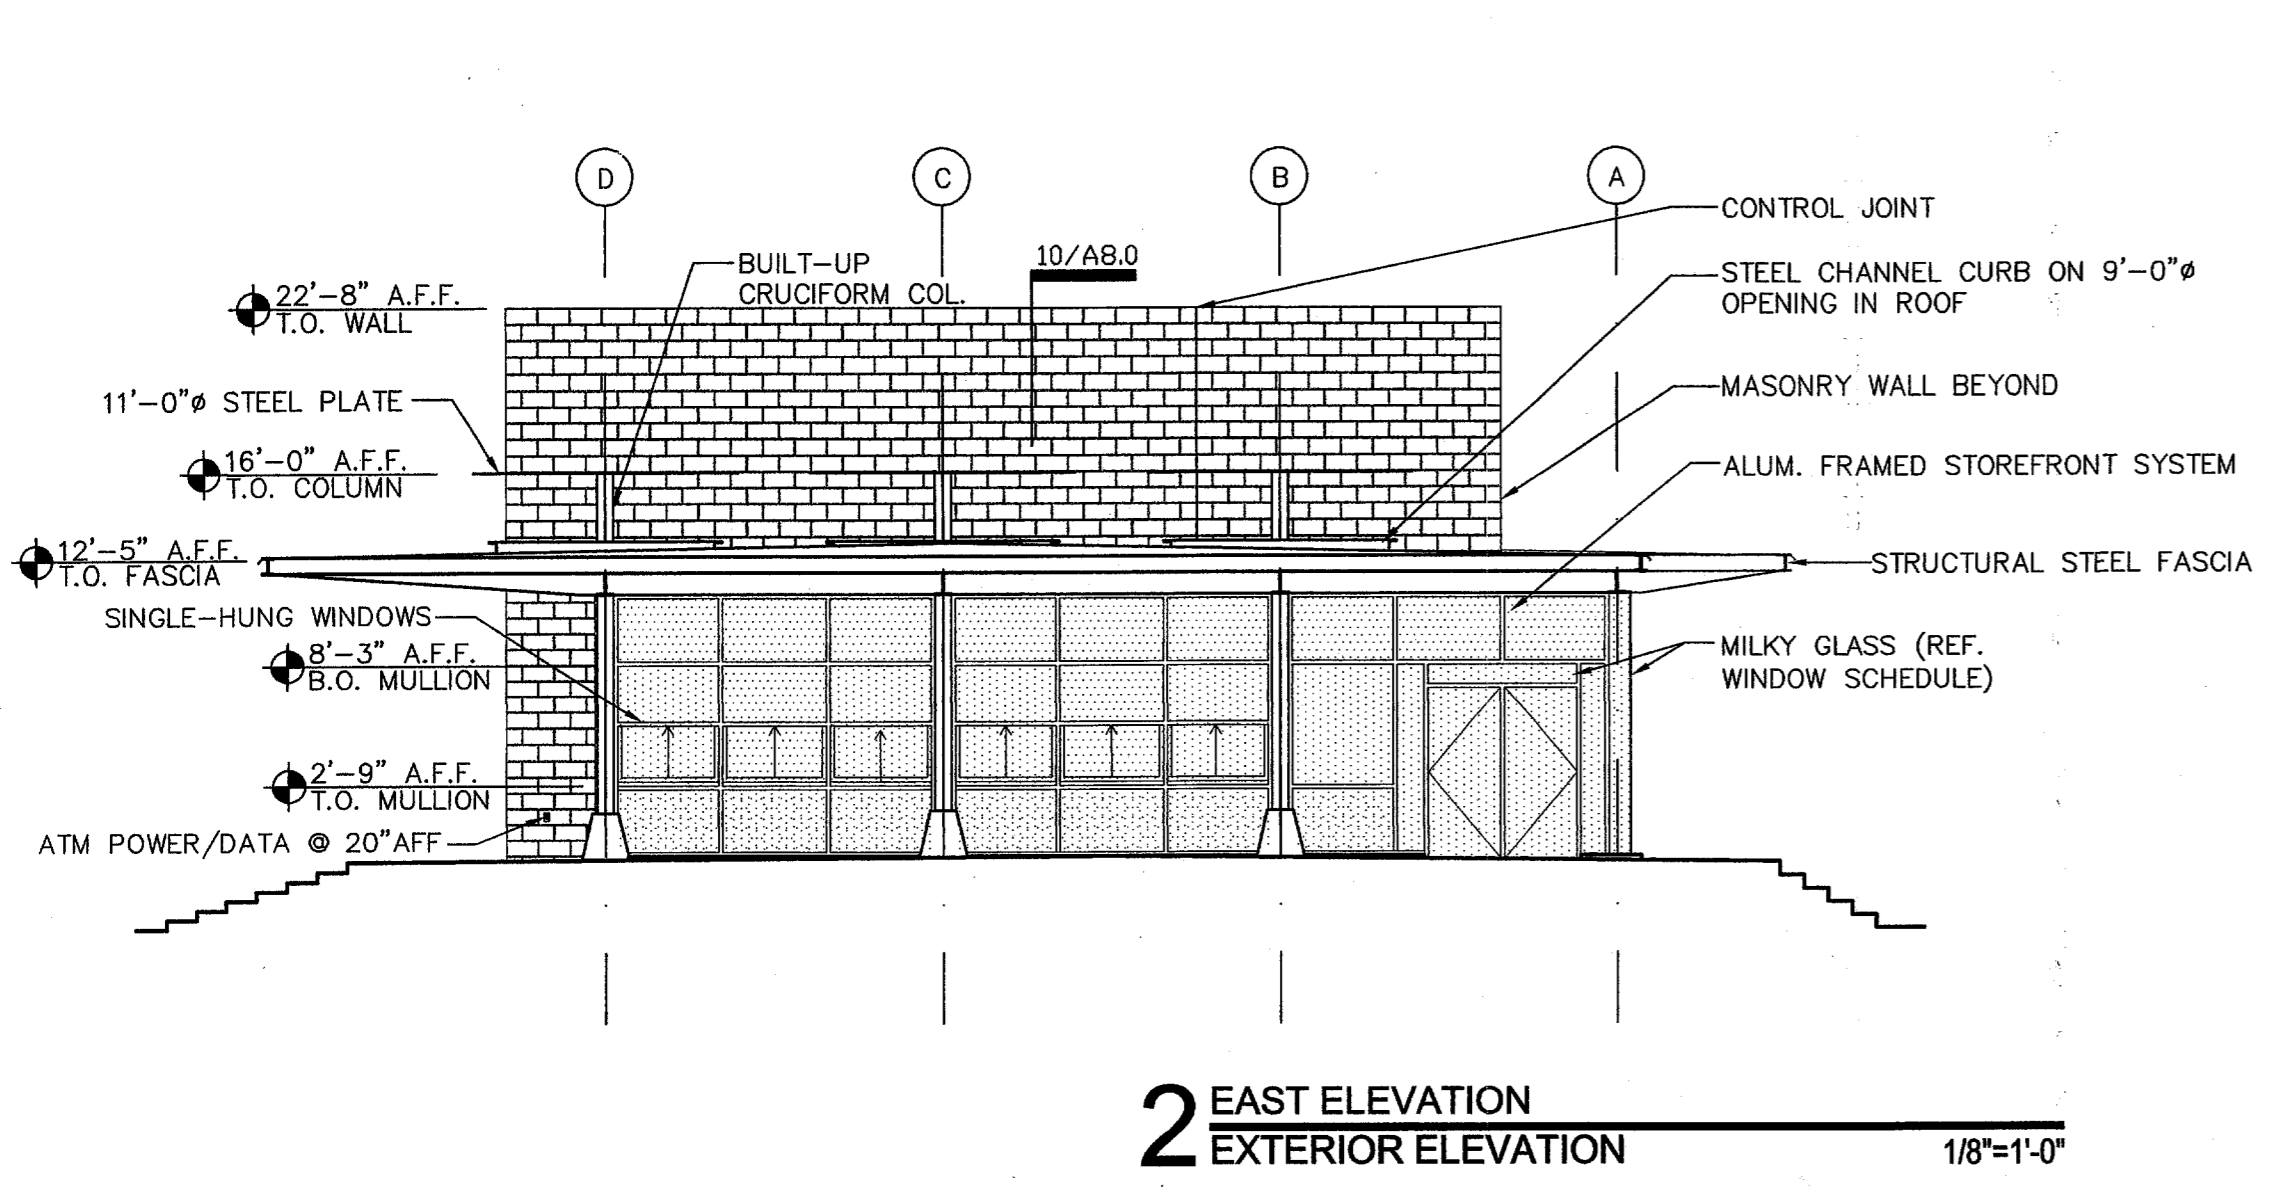 D
C
B
A
CONTROL JOINT
10/A8.0
BUILT-UP
CRUCIFORM COL.
STEEL CHANNEL CURB ON 9'-0"ø
OPENING IN ROOF
22'-8" A.F.F.
T.O. WALL
11'-0"ø STEEL PLATE
MASONRY WALL BEYOND
16'-0" A.F.F.
T.O. COLUMN
ALUM. FRAMED STOREFRONT SYSTEM
12'-5" A.F.F.
T.O. FASCIA
STRUCTURAL STEEL FASCIA
SINGLE-HUNG WINDOWS
8'-3" A.F.F.
B.O. MULLION
MILKY GLASS (REF.
WINDOW SCHEDULE)
2'-9" A.F.F.
T.O. MULLION
ATM POWER/DATA @ 20"AFF
2
EAST ELEVATION
EXTERIOR ELEVATION
1/8"=1'-0"